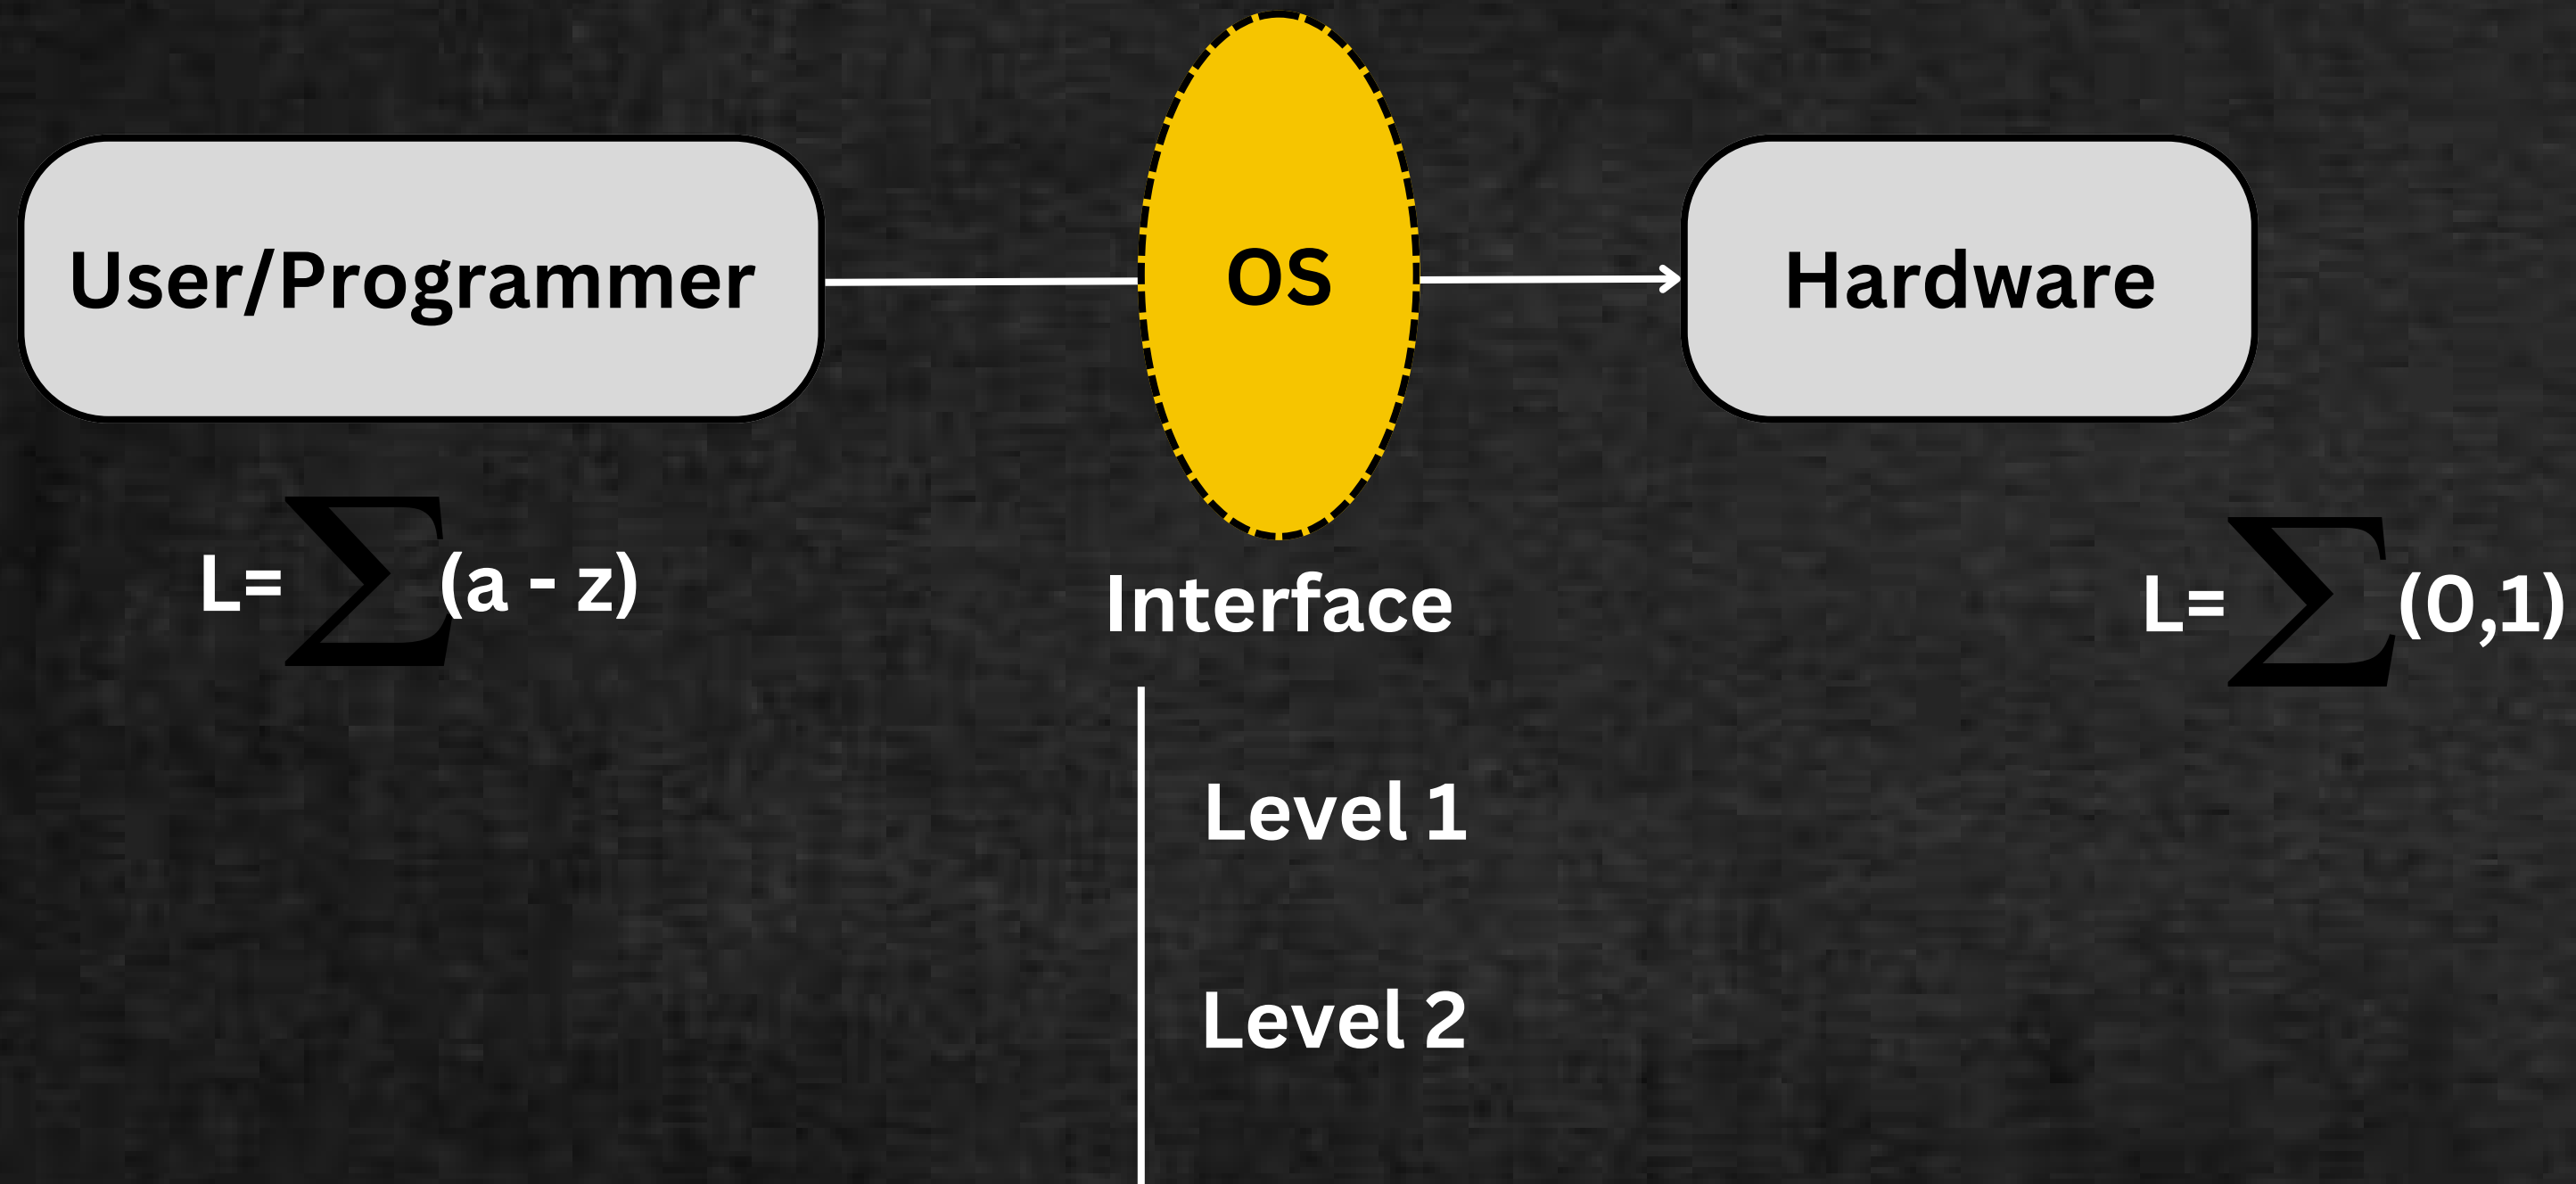 User/Programmer
OS
Hardware
L=∑(a - z)
Interface
L=∑(0,1)
Level 1
Level 2